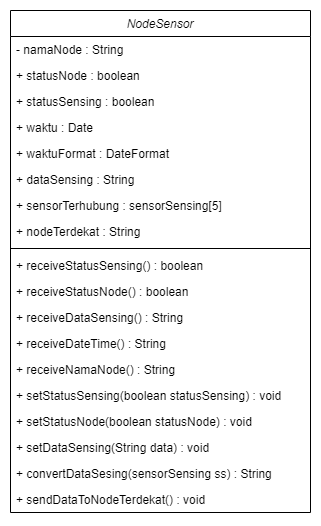 NodeSensor
- namaNode : String
+ statusNode : boolean
+ statusSensing : boolean
+ waktu : Date
+ waktuFormat : DateFormat
+ dataSensing : String
+ sensorTerhubung : sensorSensing[5]
+ nodeTerdekat : String
+ receiveStatusSensing() : boolean
+ receiveStatusNode() : boolean
+ receiveDataSensing() : String
+ receiveDateTime() : String
+ receiveNamaNode() : String
+ setStatusSensing(boolean statusSensing) : void
+ setStatusNode(boolean statusNode) : void
+ setDataSensing(String data) : void
+ convertDataSesing(sensorSensor ss) : String
+ sendDataToNodeTerdekat() : void